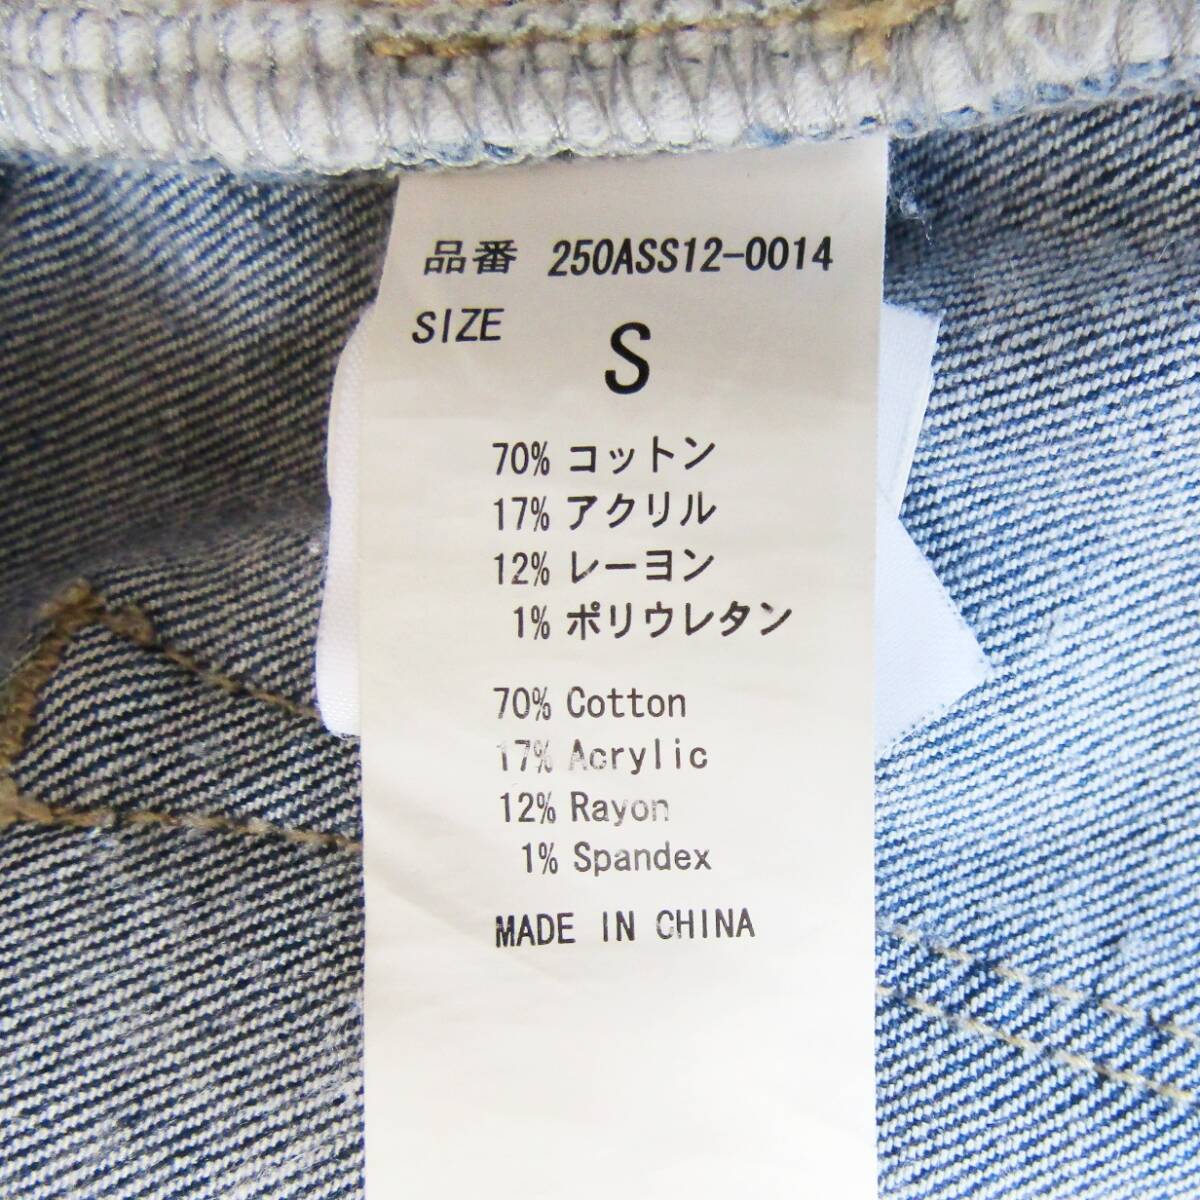 品番 250ASS12-0014
SIZE S
70% コットン
17% アクリル
12% レーヨン
1% ポリウレタン
70% Cotton
17% Acrylic
12% Rayon
1% Spandex
MADE IN CHINA